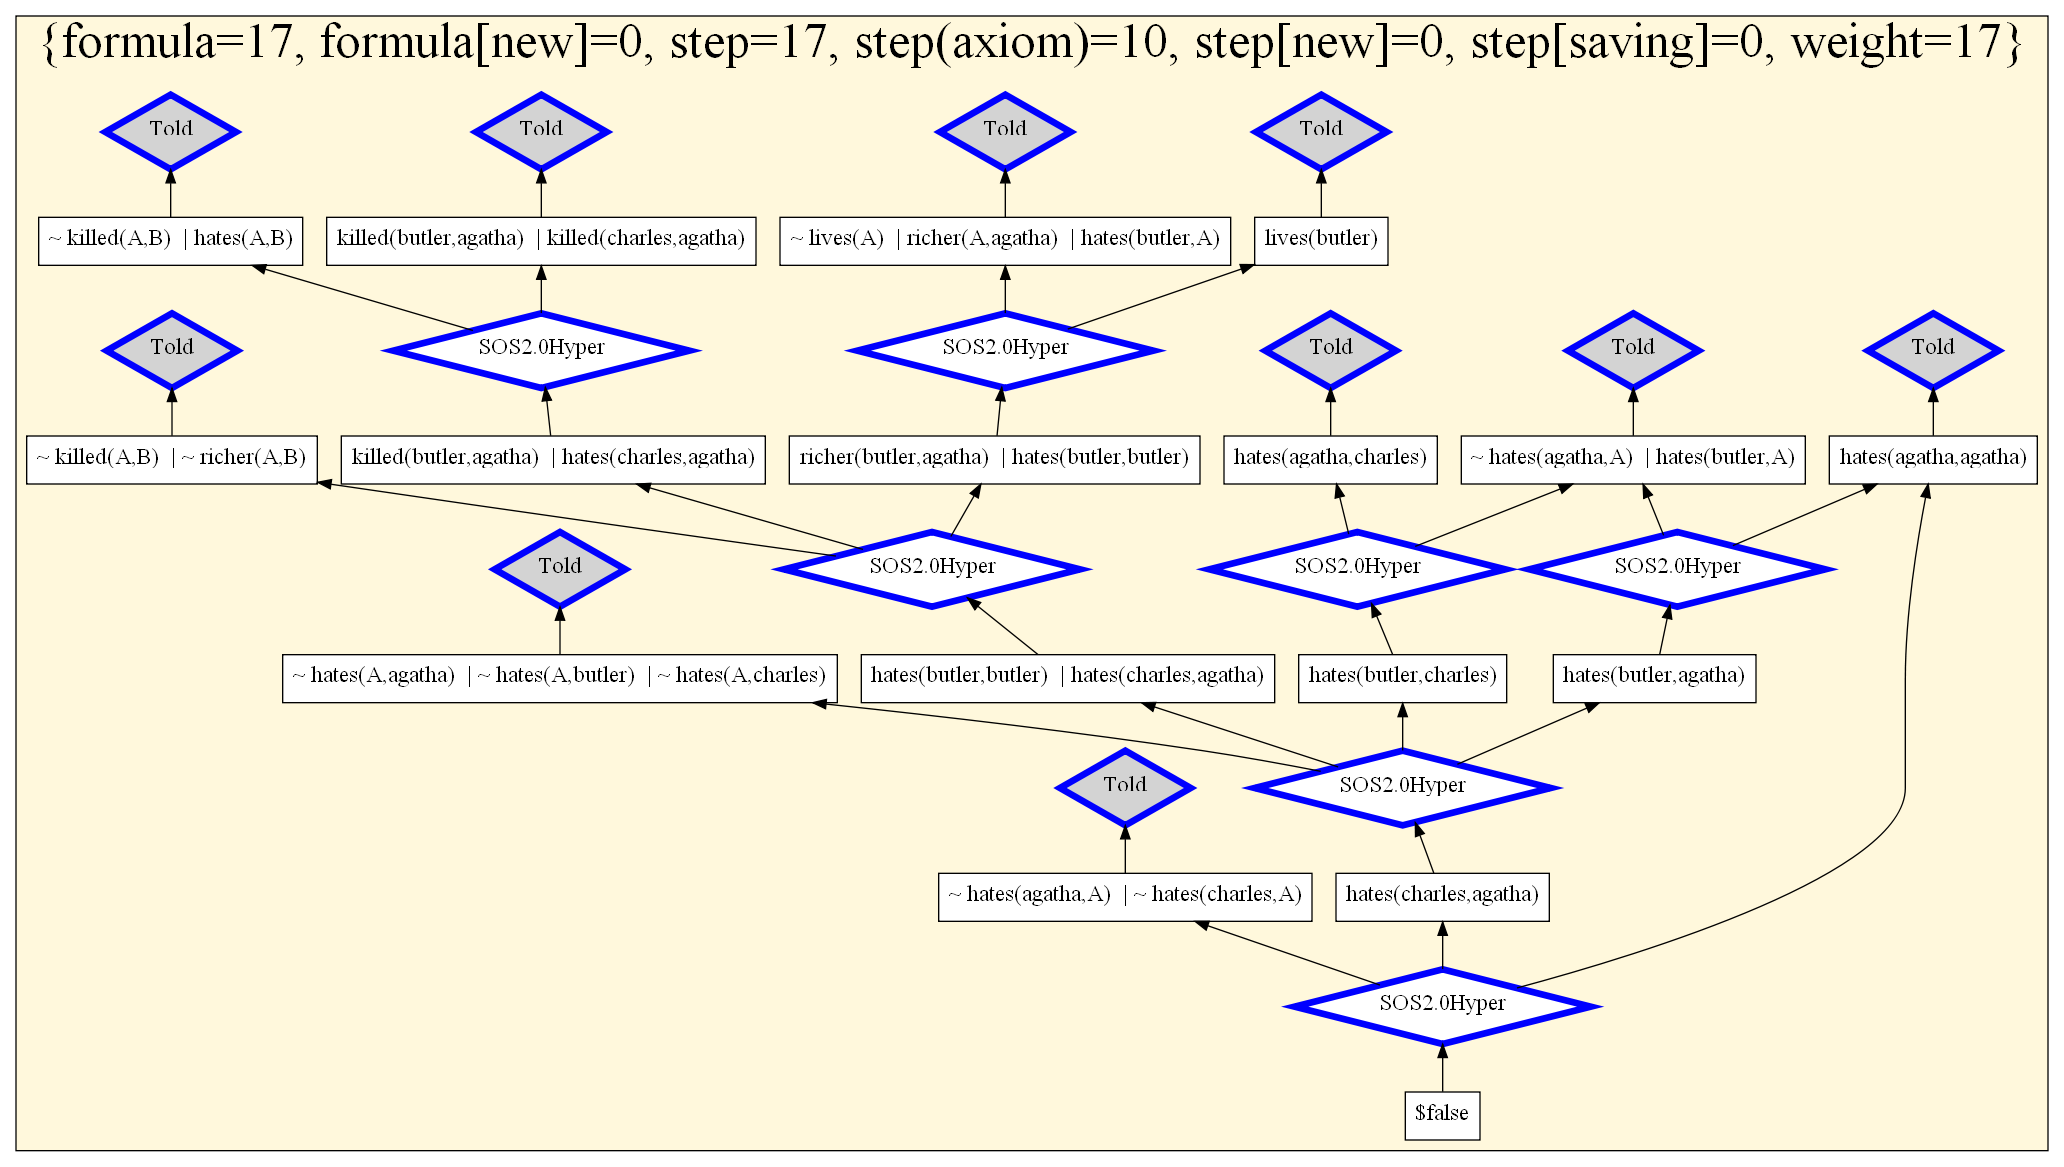 {formula=17, formula[new]=0, step=17, step(axiom)=10, step[new]=0, step[saving]=0, weight=17}
Told
Told
Told
Told
~ killed(A,B) | hates(A,B)
killed(butler,agatha) | killed(charles,agatha)
~ lives(A) | richer(A,agatha) | hates(butler,A)
lives(butler)
Told
SOS2.0Hyper
SOS2.0Hyper
Told
Told
Told
~ killed(A,B) | ~ richer(A,B)
killed(butler,agatha) | hates(charles,agatha)
richer(butler,agatha) | hates(butler,butler)
hates(agatha,charles)
~ hates(agatha,A) | hates(butler,A)
hates(agatha,agatha)
Told
SOS2.0Hyper
SOS2.0Hyper
SOS2.0Hyper
~ hates(A,agatha) | ~ hates(A,butler) | ~ hates(A,charles)
hates(butler,butler) | hates(charles,agatha)
hates(butler,charles)
hates(butler,agatha)
Told
SOS2.0Hyper
~ hates(agatha,A) | ~ hates(charles,A)
hates(charles,agatha)
SOS2.0Hyper
$false